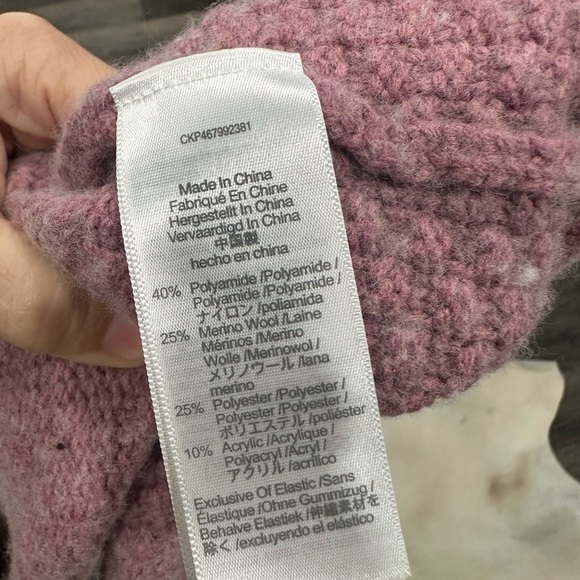 CKP467992381
Made In China
Fabriqué En Chine
Hergestellt In China
Vervaardigd In China
中国製
hecho en china
40% Polyamide /Polyamide /
Polyamide /Polyamide /
ナイロン /poliamida
25% Merino Wool /Laine
Mérinos /Merino
Wolle /Merinowol /
メリノウール /lana
merino
25% Polyester /Polyester /
Polyester /Polyester /
ポリエステル /poliéster
10% Acrylic /Acrylique /
Polyacryl /Acryl /
アクリル /acrílico
Exclusive Of Elastic /Sans
Élastique /Ohne Gummizug /
Behalve Elastiek /伸縮素材を
除く /excluyendo el elástico